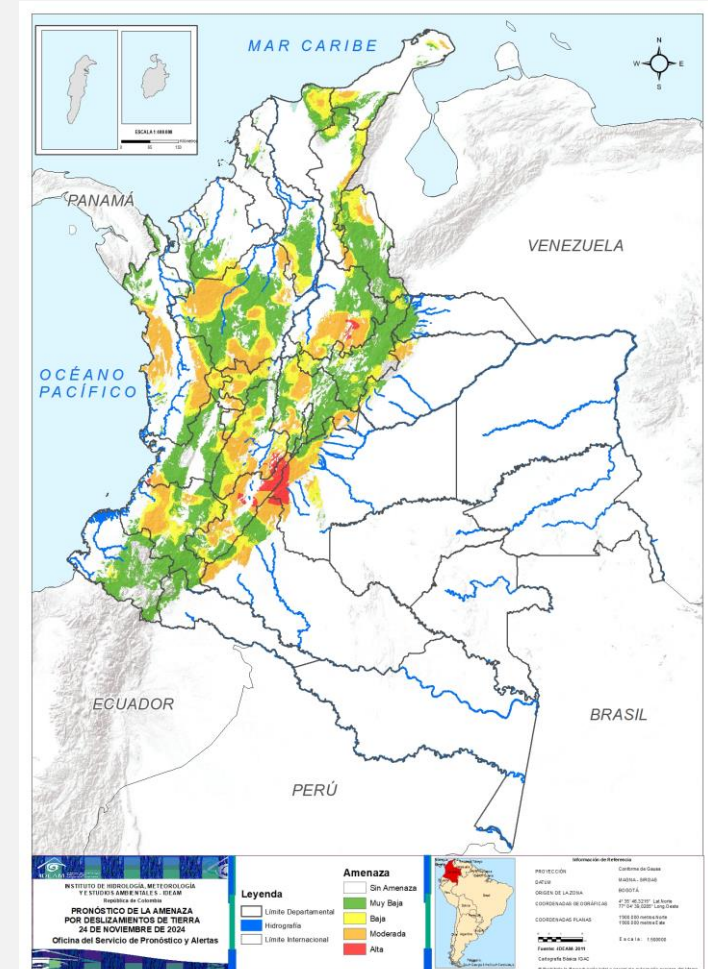 MAR CARIBE
N
W
E
S
ESCALA 1:800.000
PANAMÁ
VENEZUELA
OCÉANO
PACÍFICO
ECUADOR
BRASIL
PERÚ
IDEAM
INSTITUTO DE HIDROLOGÍA, METEOROLOGÍA
Y ESTUDIOS AMBIENTALES - IDEAM
República de Colombia
PRONÓSTICO DE LA AMENAZA
POR DESLIZAMIENTOS DE TIERRA
24 DE NOVIEMBRE DE 2024
Oficina del Servicio de Pronóstico y Alertas
Leyenda
Límite Departamental
Hidrografía
Límite Internacional
Amenaza
Sin Amenaza
Muy Baja
Baja
Moderada
Alta
Información de Referencia
PROYECCIÓN
Conforme de Gauss
DATUM
MAGNA - SIRGAS
ORIGEN DE LA ZONA
BOGOTÁ
COORDENADAS GEOGRÁFICAS
COORDENADAS PLANAS
Fuente: IDEAM 2011
Cartografía Básica IGAC